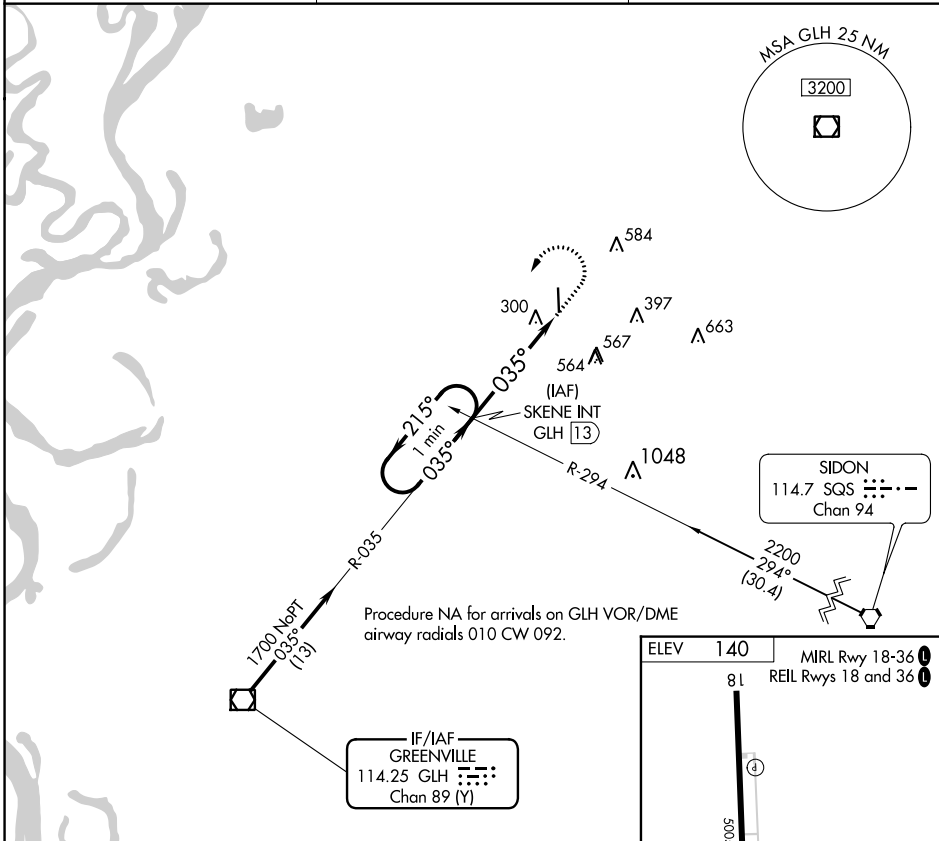 MSA GLH 25 NM
3200
584
300
397
663
567
564
035°
(IAF)
SKENE INT
GLH 13
215°
1 min
035°
1048
R-294
SIDON
114.7 SQS
Chan 94
2200
294°
(30.4)
R-035
1700 NoPT
035°
(13)
Procedure NA for arrivals on GLH VOR/DME
airway radials 010 CW 092.
IF/IAF
GREENVILLE
114.25 GLH
Chan 89 (Y)
ELEV 140
MIRL Rwy 18-36 L
REIL Rwys 18 and 36 L
18
P